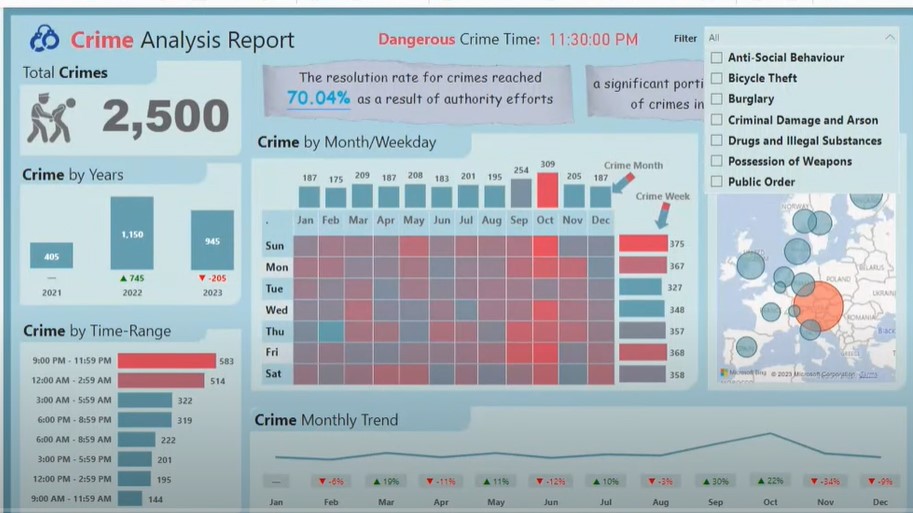 Crime Analysis Report
Dangerous Crime Time: 11:30:00 PM
Filter
All
Anti-Social Behaviour
Bicycle Theft
Burglary
Criminal Damage and Arson
Drugs and Illegal Substances
Possession of Weapons
Public Order
Total Crimes
2,500
The resolution rate for crimes reached
70.04% as a result of authority efforts
a significant porti
of crimes in
Crime by Years
405
1,150
945
—
▲ 745
▼ -205
2021
2022
2023
Crime by Month/Weekday
187 175 209 187 208 183 201 195 254 309 205 187
Crime Month
Crime Week
. Jan Feb Mar Apr May Jun Jul Aug Sep Oct Nov Dec
Sun 375
Mon 367
Tue 327
Wed 348
Thu 357
Fri 368
Sat 358
NORWAY
POLAND
BELARUS
ROMANIA
Microsoft Bing © 2023 Microsoft Corporation Terms
Crime by Time-Range
9:00 PM - 11:59 PM 583
12:00 AM - 2:59 AM 514
3:00 AM - 5:59 AM 322
6:00 PM - 8:59 PM 319
6:00 AM - 8:59 AM 222
3:00 PM - 5:59 PM 201
12:00 PM - 2:59 PM 195
9:00 AM - 11:59 AM 144
Crime Monthly Trend
— ▼ -6% ▲ 19% ▼ -11% ▲ 11% ▼ -12% ▲ 10% ▼ -3% ▲ 30% ▲ 22% ▼ -34% ▼ -9%
Jan Feb Mar Apr May Jun Jul Aug Sep Oct Nov Dec